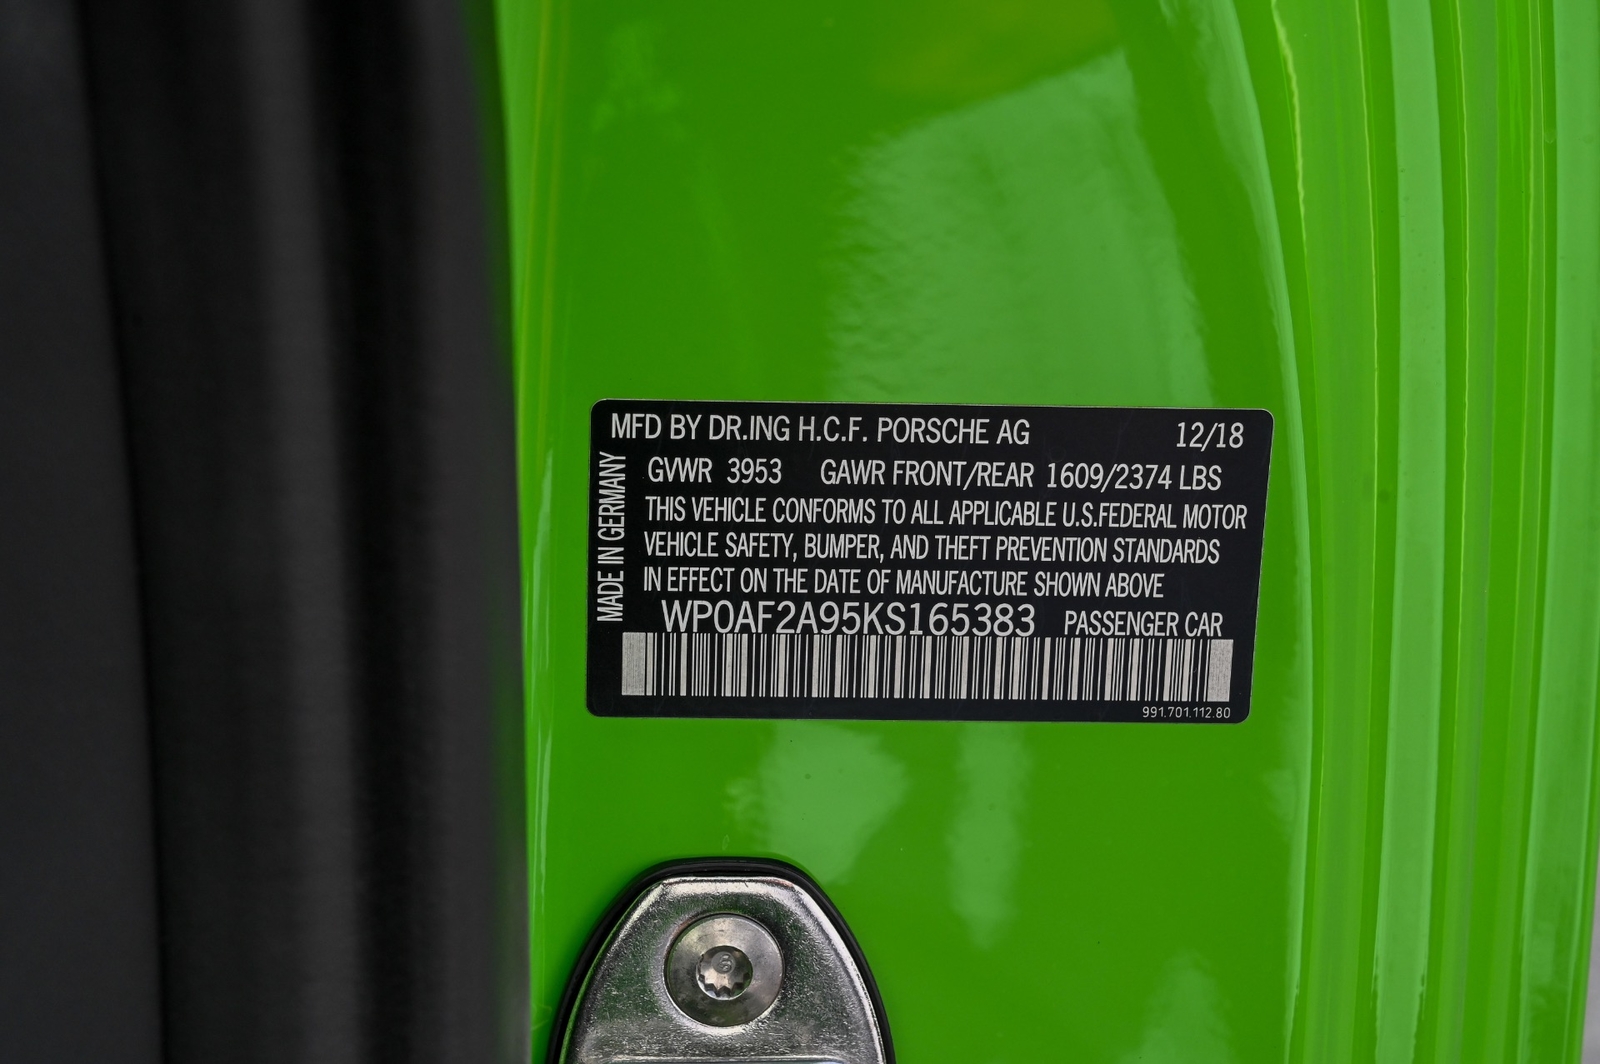 MFD BY DR.ING H.C.F. PORSCHE AG 12/18
GVWR 3953 GAWR FRONT/REAR 1609/2374 LBS
THIS VEHICLE CONFORMS TO ALL APPLICABLE U.S.FEDERAL MOTOR
VEHICLE SAFETY, BUMPER, AND THEFT PREVENTION STANDARDS
IN EFFECT ON THE DATE OF MANUFACTURE SHOWN ABOVE
MADE IN GERMANY
WP0AF2A95KS165383 PASSENGER CAR
991.701.112.80